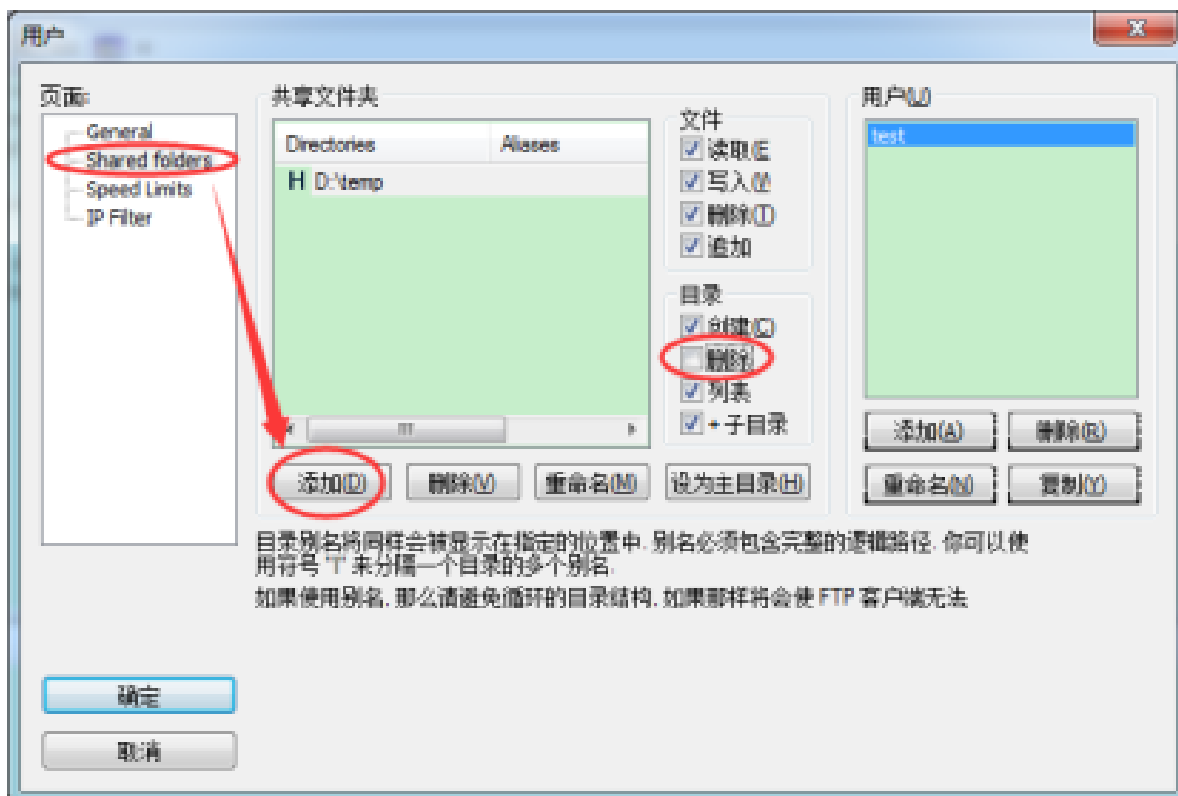 用户
页面:
General
Shared folders
Speed Limits
IP Filter
确定
取消
共享文件夹
Directories Aliases
H D:\temp
添加(D) 删除(V) 重命名(M) 设为主目录(H)
文件
读取(E
写入(W
删除(T)
追加
目录
创建(C)
删除
列表
+ 子目录
用户(U)
test
添加(A) 删除(R)
重命名(N) 复制(Y)
目录别名将同样会被显示在指定的位置中. 别名必须包含完整的逻辑路径. 你可以使
用符号 "|" 来分隔一个目录的多个别名.
如果使用别名, 那么请避免循环的目录结构, 如果那样将会使 FTP 客户端无法